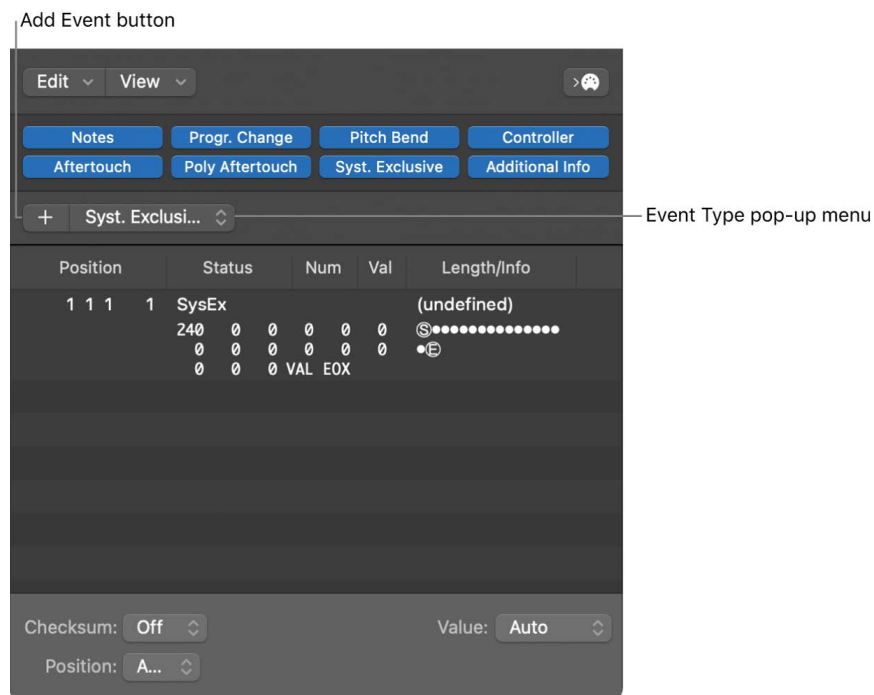 Add Event button
Edit View
Notes Progr. Change Pitch Bend Controller
Aftertouch Poly Aftertouch Syst. Exclusive Additional Info
+ Syst. Exclusi...
Event Type pop-up menu
Position Status Num Val Length/Info
1 1 1 1 SysEx (undefined)
240 0 0 0 0 0 Ⓢ●●●●●●●●●●●●●●
0 0 0 0 0 0 ●Ⓔ
0 0 0 VAL EOX
Checksum: Off Value: Auto
Position: A...